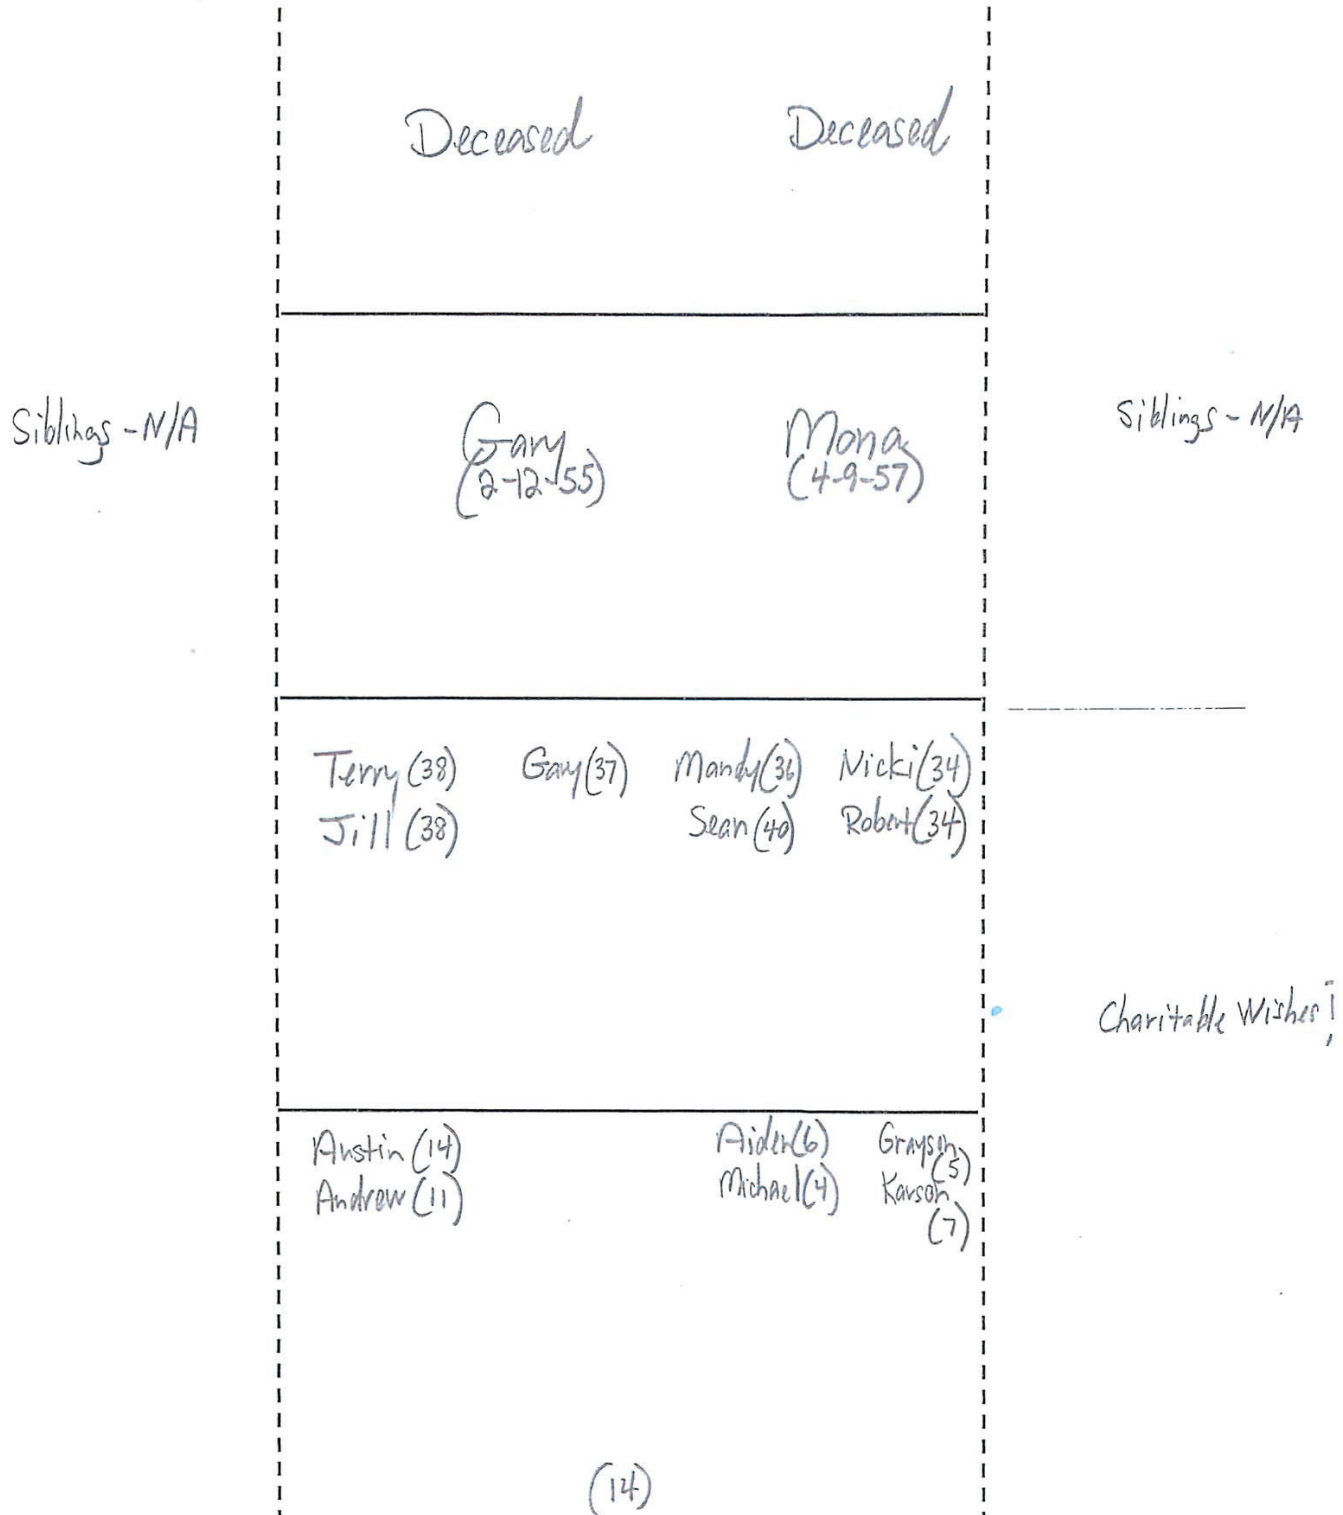 Deceased Deceased
Siblings - N/A
Gary
(2-12-55)
Mona
(4-9-57)
Siblings - N/A
Terry (38) Gary (37) Mandy (36) Nicki (34)
Jill (38) Sean (40) Robert (34)
Charitable Wishes!
Austin (14)
Andrew (11)
Aiden (6)
Michael (4)
Grayson
(5)
Karson
(7)
(14)